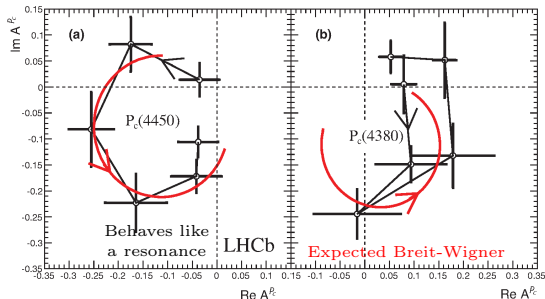 Im A^Pc
0.15
0.1
0.05
0
-0.05
-0.1
-0.15
-0.2
-0.25
-0.3
-0.35
(a)
P_c(4450)
Behaves like
a resonance
LHCb
-0.35 -0.3 -0.25 -0.2 -0.15 -0.1 -0.05 0 0.05 0.1 0.15
Re A^Pc
(b)
P_c(4380)
Expected Breit-Wigner
-0.1 -0.05 0 0.05 0.1 0.15 0.2 0.25 0.3 0.35
Re A^Pc